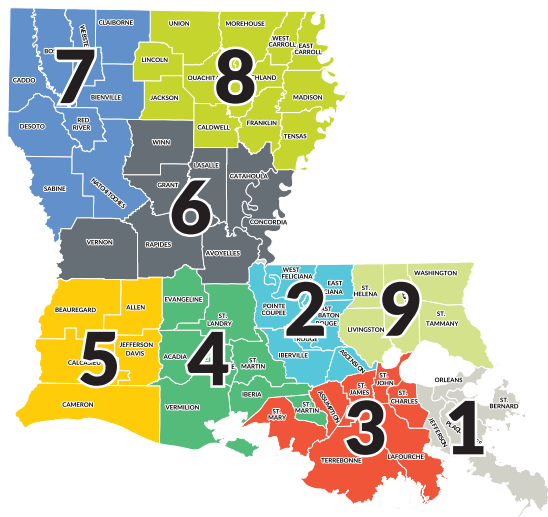 CLAIBORNE
UNION
MOREHOUSE
WEST
CARROLL
EAST
CARROLL
LINCOLN
7
8
CADDO
BIENVILLE
JACKSON
MADISON
DESOTO
RED
RIVER
CALDWELL
FRANKLIN
TENSAS
WINN
LASALLE
CATAHOULA
GRANT
SABINE
NATCHITOCHES
6
CONCORDIA
VERNON
RAPIDES
AVOYELLES
WEST
FELICIANA
EAST
WASHINGTON
ST.
HELENA
EVANGELINE
BEAUREGARD
ALLEN
POINTE
COUPEE
2
9
ST.
TAMMANY
ST.
LANDRY
LIVINGSTON
JEFFERSON
DAVIS
5
ACADIA
4
ST.
MARTIN
IBERVILLE
ASCENSION
CAMERON
VERMILION
IBERIA
ST.
MARY
ST.
MARTIN
ASSUMPTION
ST.
JAMES
ST.
JOHN
ST.
CHARLES
ORLEANS
ST.
BERNARD
3
JEFFERSON
1
TERREBONNE
LAFOURCHE